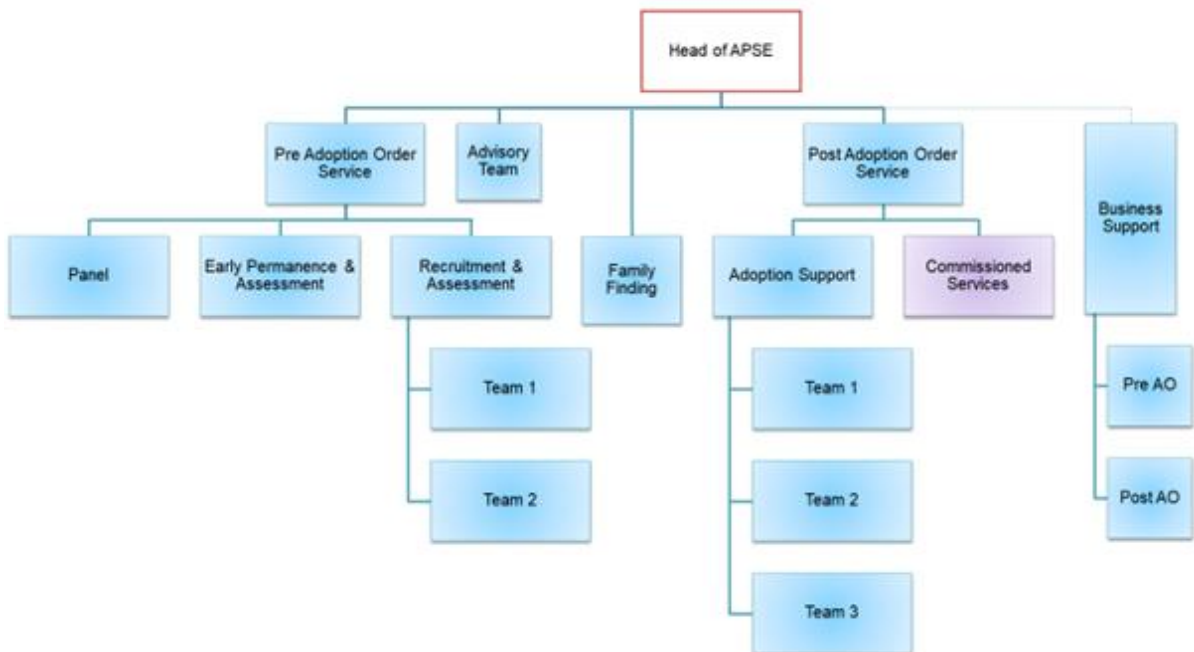 Head of APSE
Pre Adoption Order
Service
Advisory
Team
Post Adoption Order
Service
Business
Support
Panel
Early Permanence &
Assessment
Recruitment &
Assessment
Family
Finding
Adoption Support
Commissioned
Services
Team 1
Team 1
Pre AO
Team 2
Team 2
Post AO
Team 3